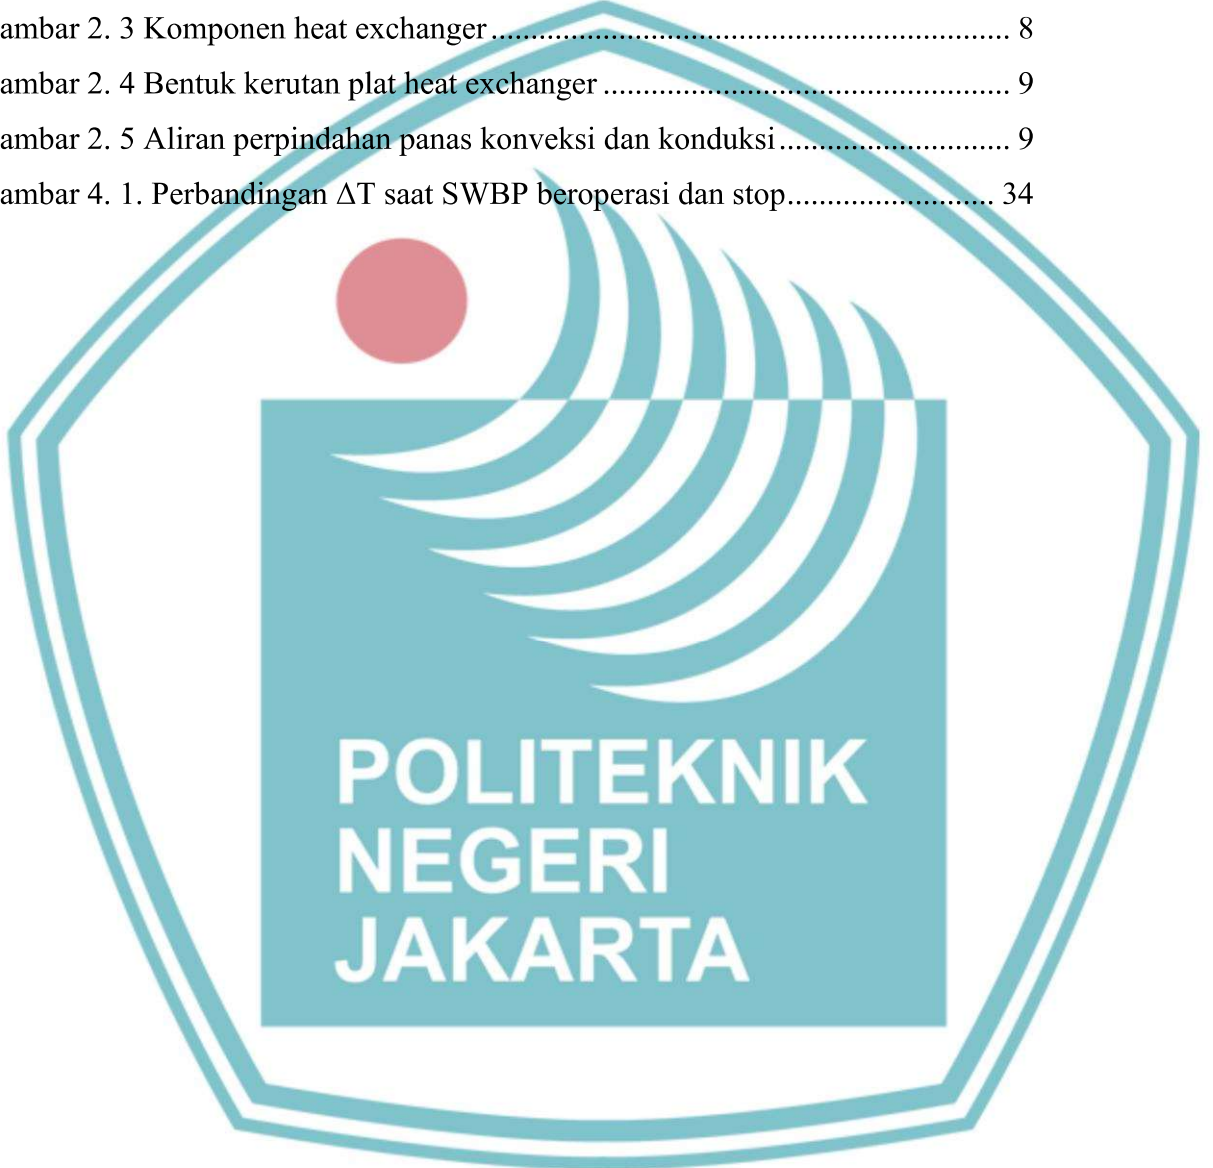 ambar 2. 3 Komponen heat exchanger................................................................. 8
ambar 2. 4 Bentuk kerutan plat heat exchanger ................................................... 9
ambar 2. 5 Aliran perpindahan panas konveksi dan konduksi............................. 9
ambar 4. 1. Perbandingan ΔT saat SWBP beroperasi dan stop.......................... 34
POLITEKNIK
NEGERI
JAKARTA